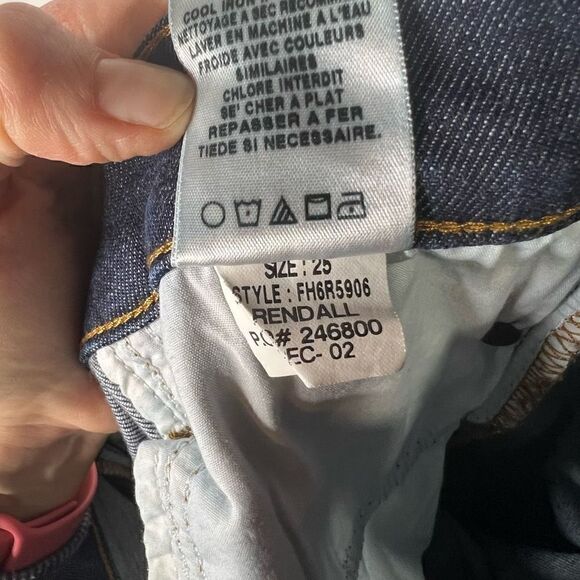 COOL IRON
NETTOYAGE A SEC RECOMM
LAVER EN MACHINE A L'EAU
FROIDE AVEC COULEURS
SIMILAIRES
CHLORE INTERDIT
SE' CHER A PLAT
REPASSER A FER
TIEDE SI NECESSAIRE
SIZE : 25
STYLE : FH6R5906
RENDALL
P.O# 246800
EC- 02